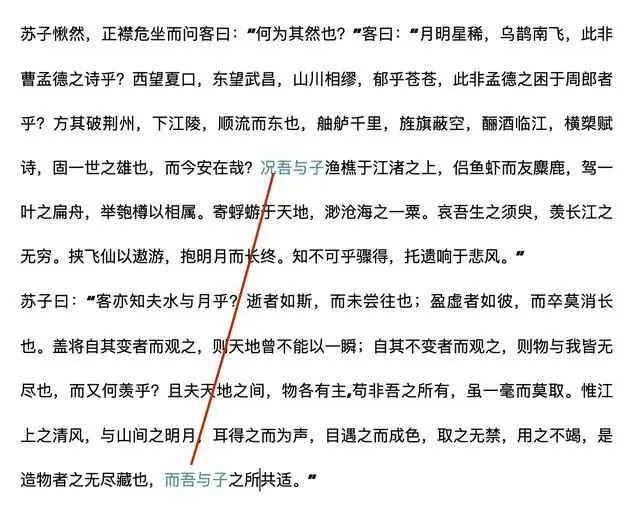 苏子愀然，正襟危坐而问客曰：“何为其然也？”客曰：“月明星稀，乌鹊南飞，此非
曹孟德之诗乎？西望夏口，东望武昌，山川相缪，郁乎苍苍，此非孟德之困于周郎者
乎？方其破荆州，下江陵，顺流而东也，舳舻千里，旌旗蔽空，酾酒临江，横槊赋
诗，固一世之雄也，而今安在哉？况吾与子渔樵于江渚之上，侣鱼虾而友麋鹿，驾一
叶之扁舟，举匏樽以相属。寄蜉蝣于天地，渺沧海之一粟。哀吾生之须臾，羡长江之
无穷。挟飞仙以遨游，抱明月而长终。知不可乎骤得，托遗响于悲风。”
苏子曰：“客亦知夫水与月乎？逝者如斯，而未尝往也；盈虚者如彼，而卒莫消长
也。盖将自其变者而观之，则天地曾不能以一瞬；自其不变者而观之，则物与我皆无
尽也，而又何羡乎？且夫天地之间，物各有主,苟非吾之所有，虽一毫而莫取。惟江
上之清风，与山间之明月，耳得之而为声，目遇之而成色，取之无禁，用之不竭，是
造物者之无尽藏也，而吾与子之所共适。”